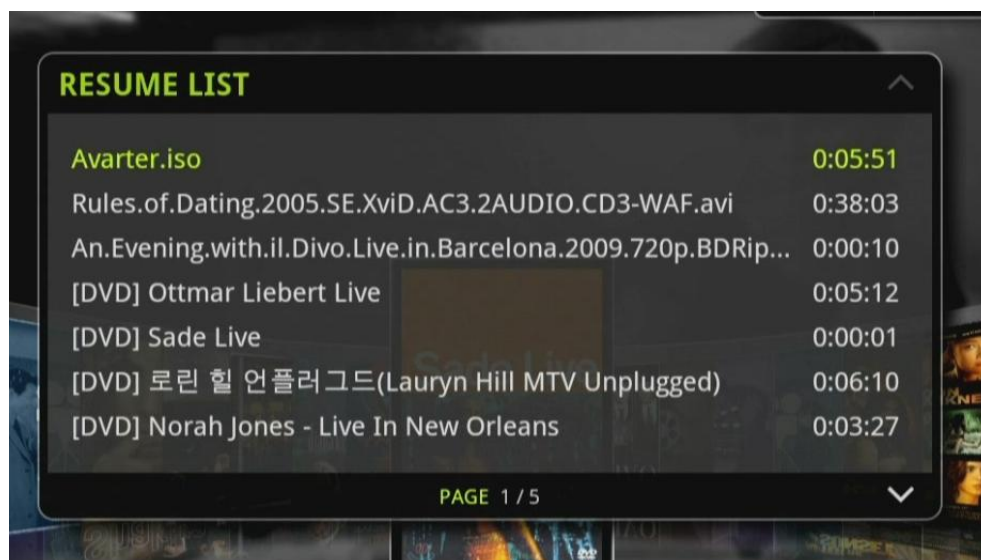 RESUME LIST
Avarter.iso 0:05:51
Rules.of.Dating.2005.SE.XviD.AC3.2AUDIO.CD3-WAF.avi 0:38:03
An.Evening.with.il.Divo.Live.in.Barcelona.2009.720p.BDRip... 0:00:10
[DVD] Ottmar Liebert Live 0:05:12
[DVD] Sade Live 0:00:01
Sade Live
[DVD] 로린 힐 언플러그드(Lauryn Hill MTV Unplugged) 0:06:10
[DVD] Norah Jones - Live In New Orleans 0:03:27
PAGE 1 / 5